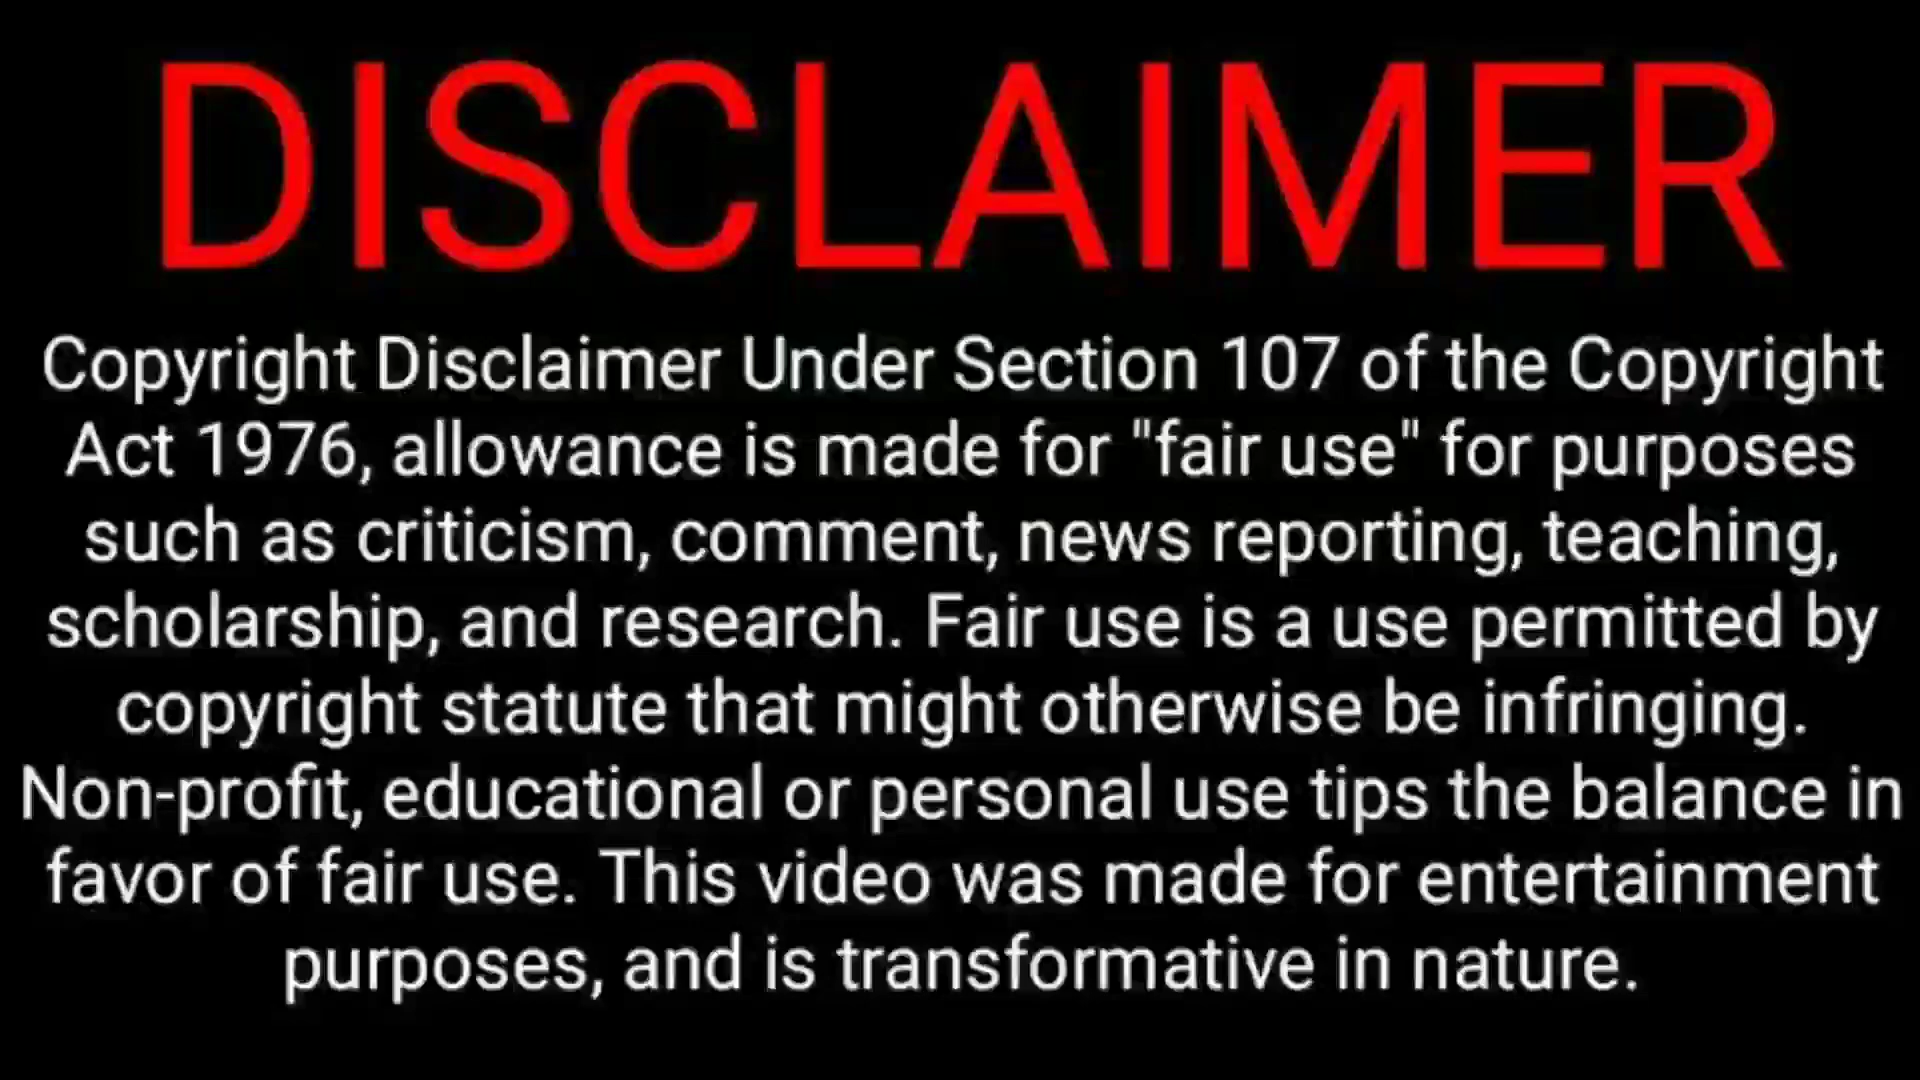 DISCLAIMER
Copyright Disclaimer Under Section 107 of the Copyright
Act 1976, allowance is made for "fair use" for purposes
such as criticism, comment, news reporting, teaching,
scholarship, and research. Fair use is a use permitted by
copyright statute that might otherwise be infringing.
Non-profit, educational or personal use tips the balance in
favor of fair use. This video was made for entertainment
purposes, and is transformative in nature.